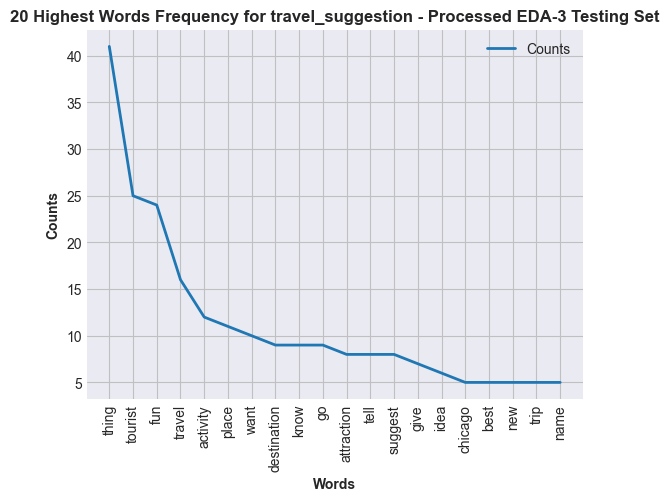 20 Highest Words Frequency for travel_suggestion - Processed EDA-3 Testing Set
Counts
40
35
30
25
20
15
10
5
Counts
thing
tourist
fun
travel
activity
place
want
destination
know
go
attraction
tell
suggest
give
idea
chicago
best
new
trip
name
Words